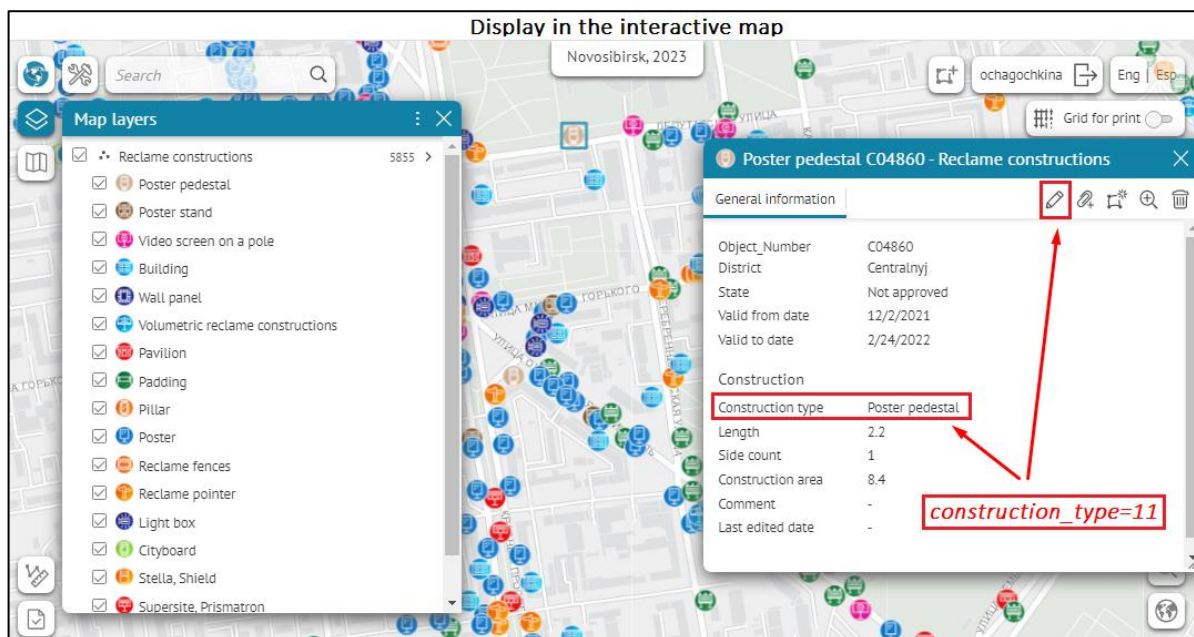 Display in the interactive map
Novosibirsk, 2023
Search
ochagochkina
Eng | Esp
Grid for print
Map layers
Reclame constructions 5855
Poster pedestal
Poster stand
Video screen on a pole
Building
Wall panel
Volumetric reclame constructions
Pavilion
Padding
Pillar
Poster
Reclame fences
Reclame pointer
Light box
Cityboard
Stella, Shield
Supersite, Prismatron
УЛИЦА
ГОРЬКОГО
Poster pedestal C04860 - Reclame constructions
General information
Object_Number C04860
District Centralnyj
State Not approved
Valid from date 12/2/2021
Valid to date 2/24/2022
Construction
Construction type Poster pedestal
Length 2.2
Side count 1
Construction area 8.4
Comment -
Last edited date -
construction_type=11